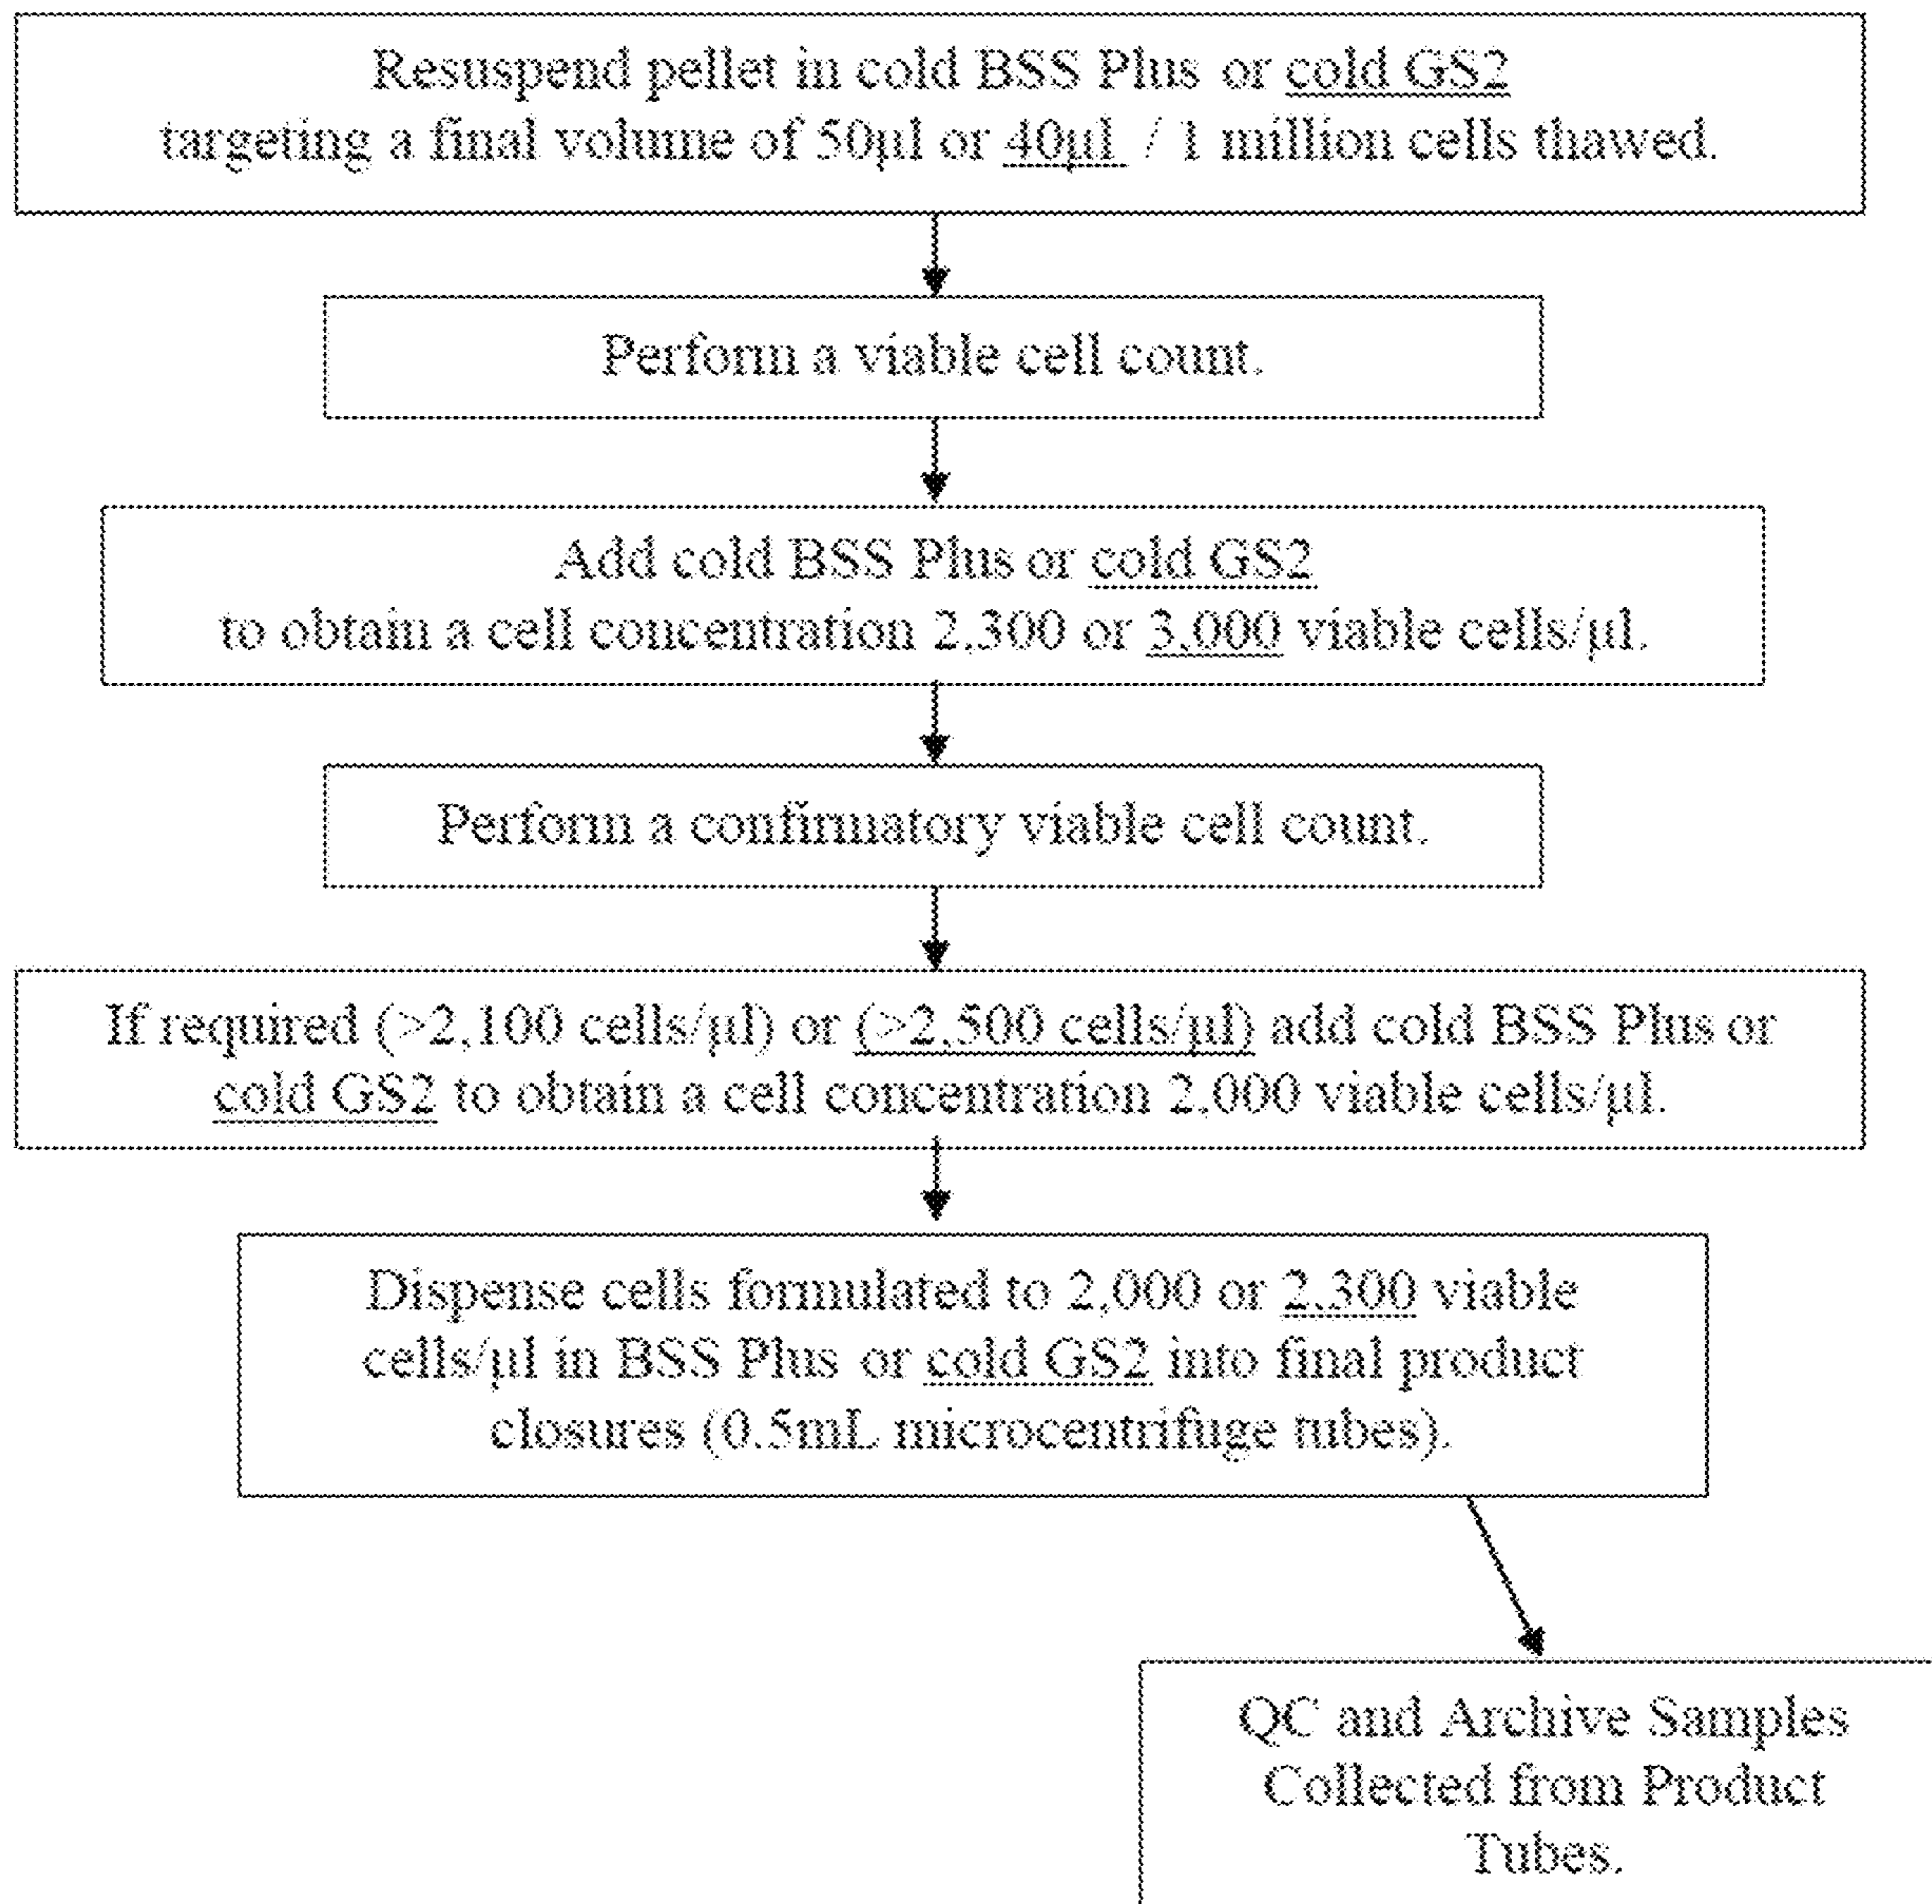 Resuspend pellet in cold BSS Plus or cold GS2
targeting a final volume of 50μl or 40μl / 1 million cells thawed.
Perform a viable cell count.
Add cold BSS Plus or cold GS2
to obtain a cell concentration 2,300 or 3,000 viable cells/μl.
Perform a confirmatory viable cell count.
If required (>2,100 cells/μl) or (>2,500 cells/μl) add cold BSS Plus or
cold GS2 to obtain a cell concentration 2,000 viable cells/μl.
Dispense cells formulated to 2,000 or 2,300 viable
cells/μl in BSS Plus or cold GS2 into final product
closures (0.5mL microcentrifuge tubes).
QC and Archive Samples
Collected from Product
Tubes.